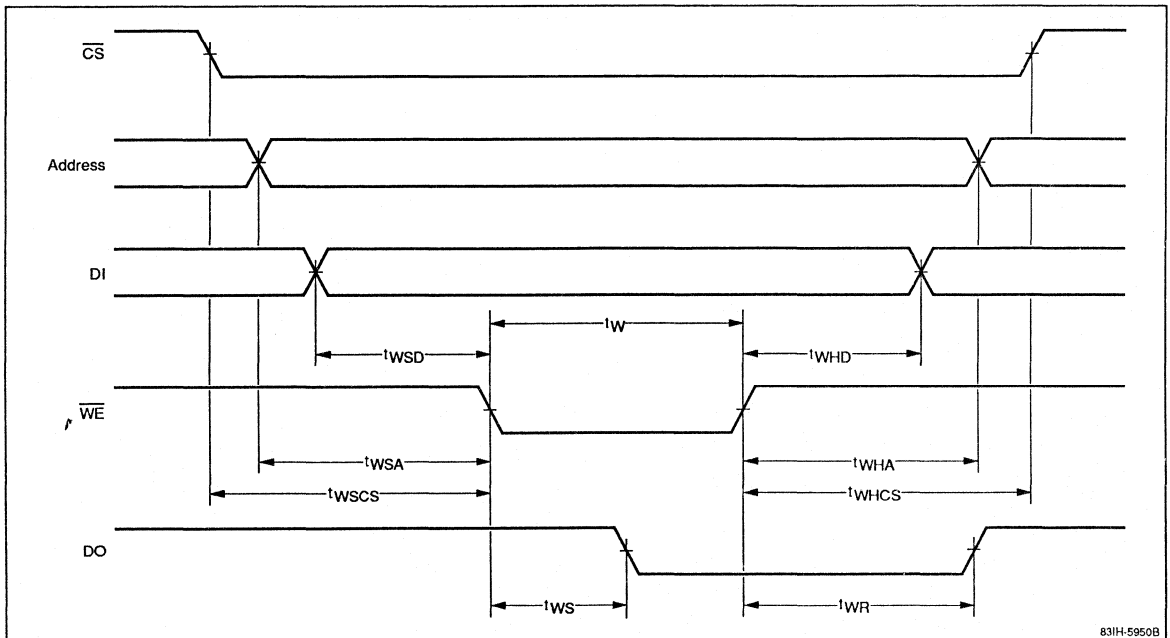 CS
Address
DI
tW
tWSD
tWHD
WE
tWSA
tWHA
tWSCS
tWHCS
DO
tWS
tWR
83IH-5950B